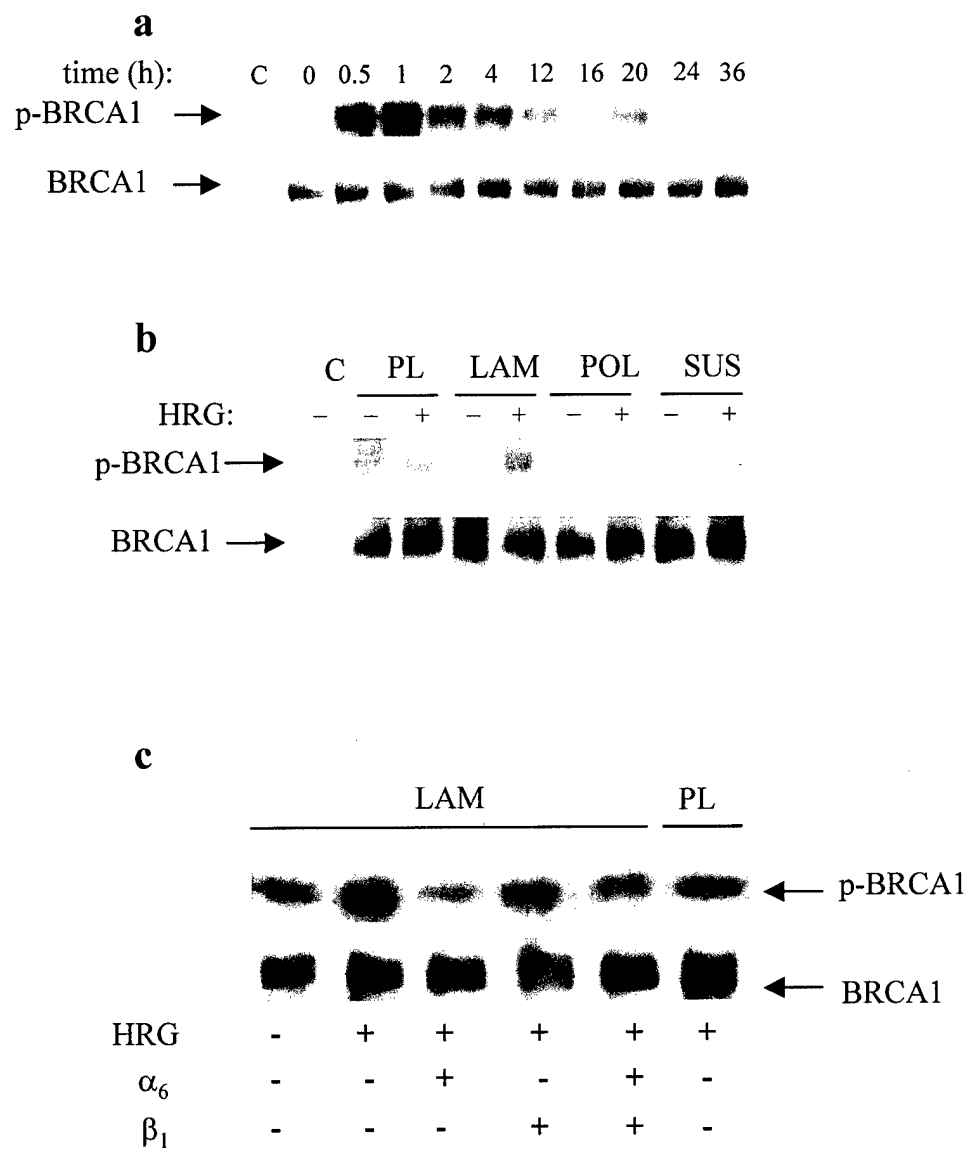 a
time (h): C 0 0.5 1 2 4 12 16 20 24 36
p-BRCA1
BRCA1
b
C PL LAM POL SUS
HRG: – – + – + – + – +
p-BRCA1
BRCA1
c
LAM PL
p-BRCA1
BRCA1
HRG - + + + + +
α6 - - + - + -
β1 - - - + + -